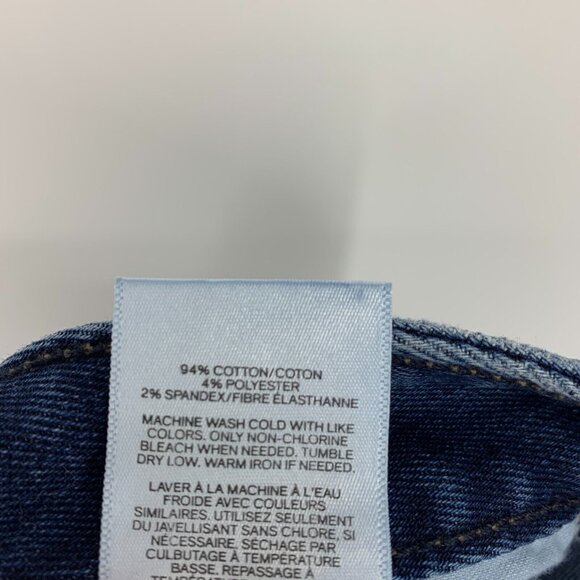 94% COTTON/COTON
4% POLYESTER
2% SPANDEX/FIBRE ÉLASTHANNE
MACHINE WASH COLD WITH LIKE
COLORS. ONLY NON-CHLORINE
BLEACH WHEN NEEDED. TUMBLE
DRY LOW. WARM IRON IF NEEDED.
LAVER À LA MACHINE À L'EAU
FROIDE AVEC COULEURS
SIMILAIRES. UTILISEZ SEULEMENT
DU JAVELLISANT SANS CHLORE, SI
NÉCESSAIRE. SÉCHAGE PAR
CULBUTAGE À TEMPÉRATURE
BASSE. REPASSAGE À
TEMPÉRATURE